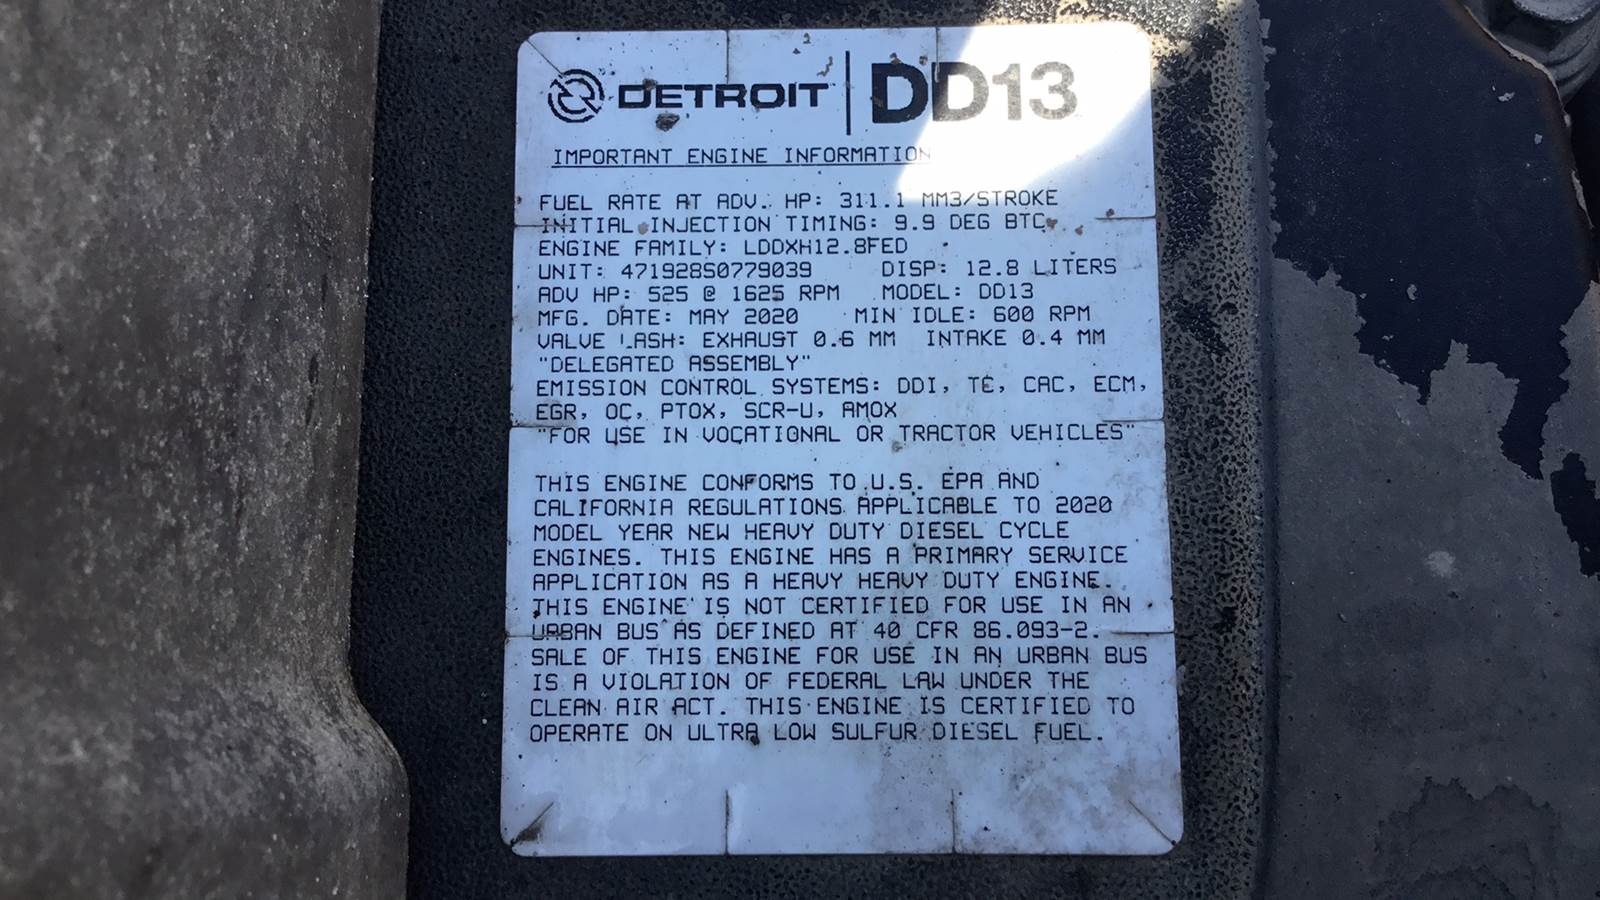 DETROIT | DD13
IMPORTANT ENGINE INFORMATION
FUEL RATE AT ADV. HP: 311.1 MM3/STROKE
INITIAL INJECTION TIMING: 9.9 DEG BTC
ENGINE FAMILY: LDDXH12.8FED
UNIT: 471928S0779039 DISP: 12.8 LITERS
ADV HP: 525 @ 1625 RPM MODEL: DD13
MFG. DATE: MAY 2020 MIN IDLE: 600 RPM
VALVE LASH: EXHAUST 0.6 MM INTAKE 0.4 MM
"DELEGATED ASSEMBLY"
EMISSION CONTROL SYSTEMS: DDI, TC, CAC, ECM,
EGR, OC, PTOX, SCR-U, AMOX
"FOR USE IN VOCATIONAL OR TRACTOR VEHICLES"
THIS ENGINE CONFORMS TO U.S. EPA AND
CALIFORNIA REGULATIONS APPLICABLE TO 2020
MODEL YEAR NEW HEAVY DUTY DIESEL CYCLE
ENGINES. THIS ENGINE HAS A PRIMARY SERVICE
APPLICATION AS A HEAVY HEAVY DUTY ENGINE.
THIS ENGINE IS NOT CERTIFIED FOR USE IN AN
URBAN BUS AS DEFINED AT 40 CFR 86.093-2.
SALE OF THIS ENGINE FOR USE IN AN URBAN BUS
IS A VIOLATION OF FEDERAL LAW UNDER THE
CLEAN AIR ACT. THIS ENGINE IS CERTIFIED TO
OPERATE ON ULTRA LOW SULFUR DIESEL FUEL.